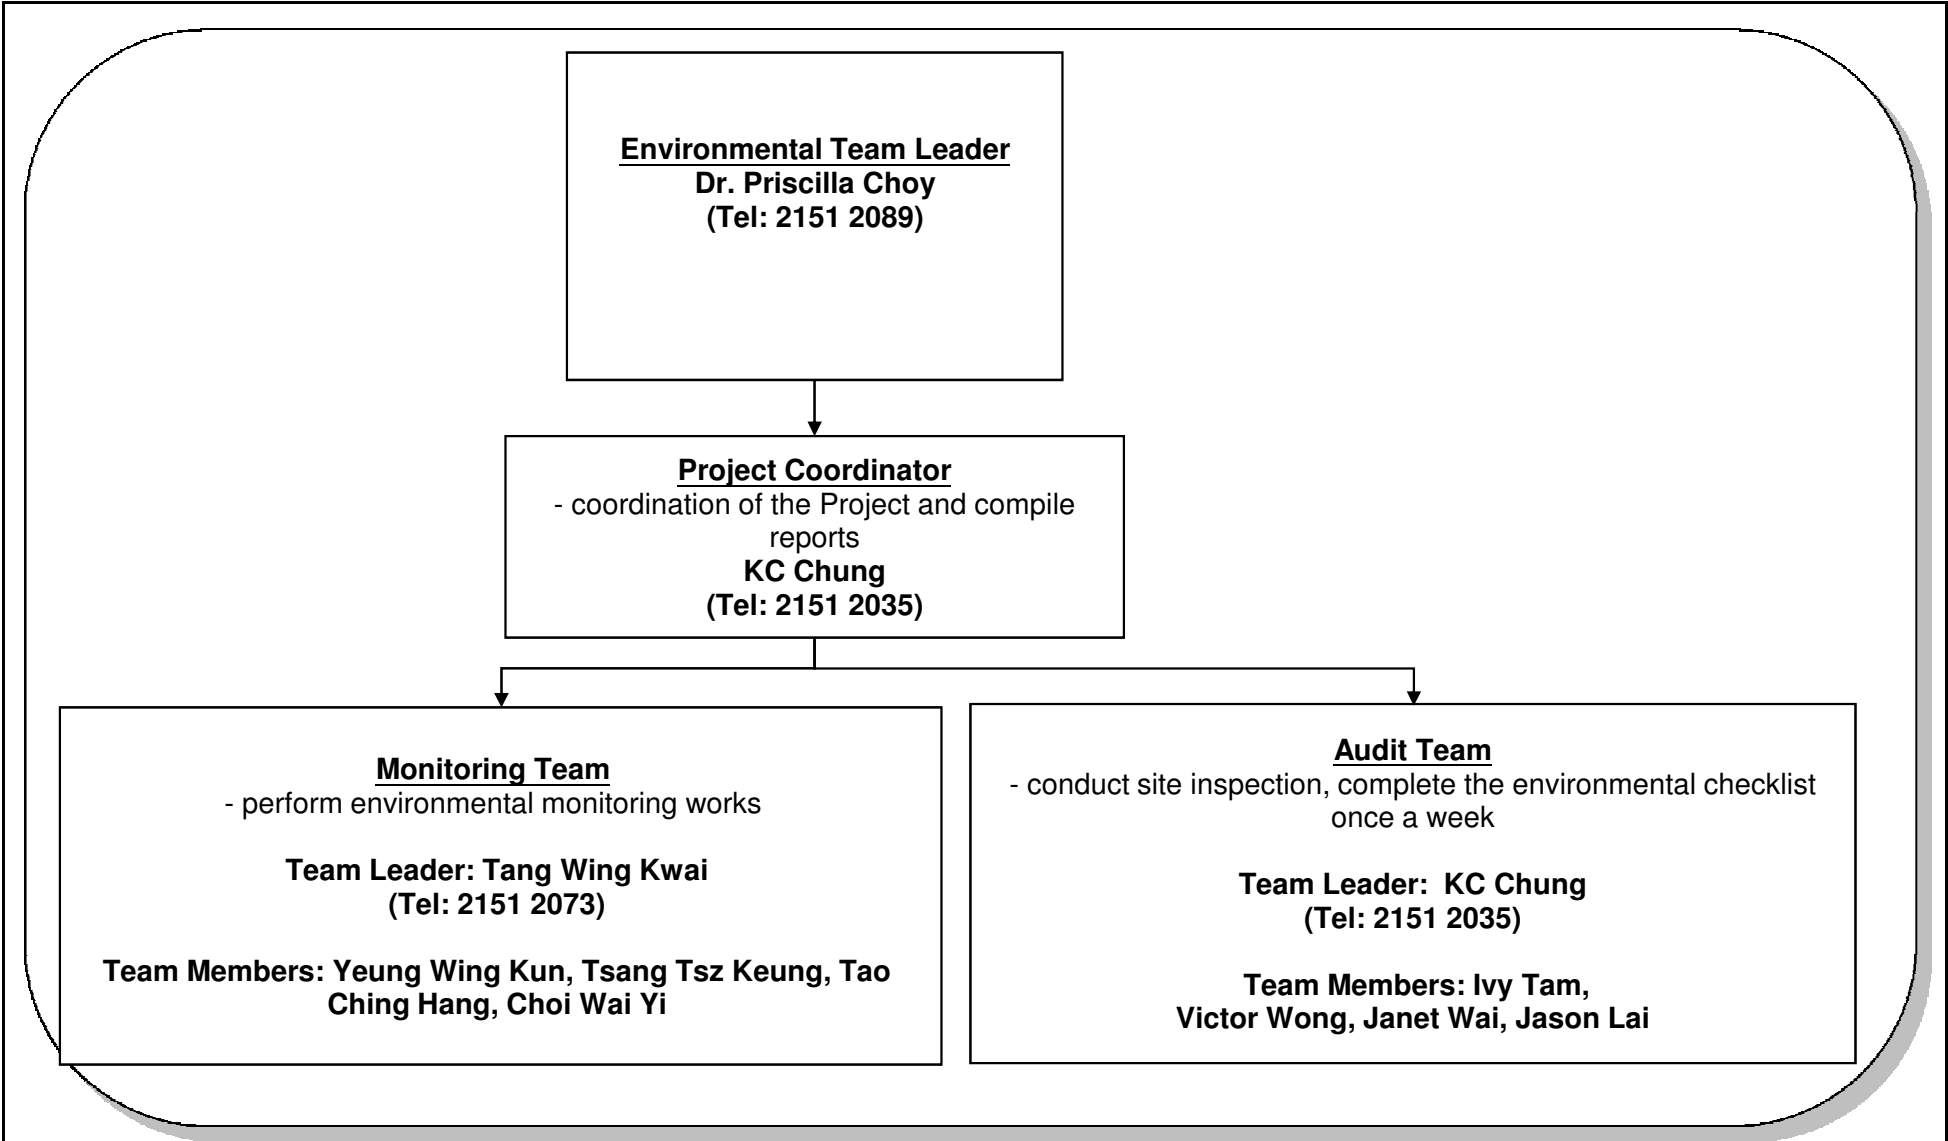 Environmental Team Leader
Dr. Priscilla Choy
(Tel: 2151 2089)
Project Coordinator
- coordination of the Project and compile
reports
KC Chung
(Tel: 2151 2035)
Monitoring Team
- perform environmental monitoring works
Team Leader: Tang Wing Kwai
(Tel: 2151 2073)
Team Members: Yeung Wing Kun, Tsang Tsz Keung, Tao
Ching Hang, Choi Wai Yi
Audit Team
- conduct site inspection, complete the environmental checklist
once a week
Team Leader:  KC Chung
(Tel: 2151 2035)
Team Members: Ivy Tam,
Victor Wong, Janet Wai, Jason Lai